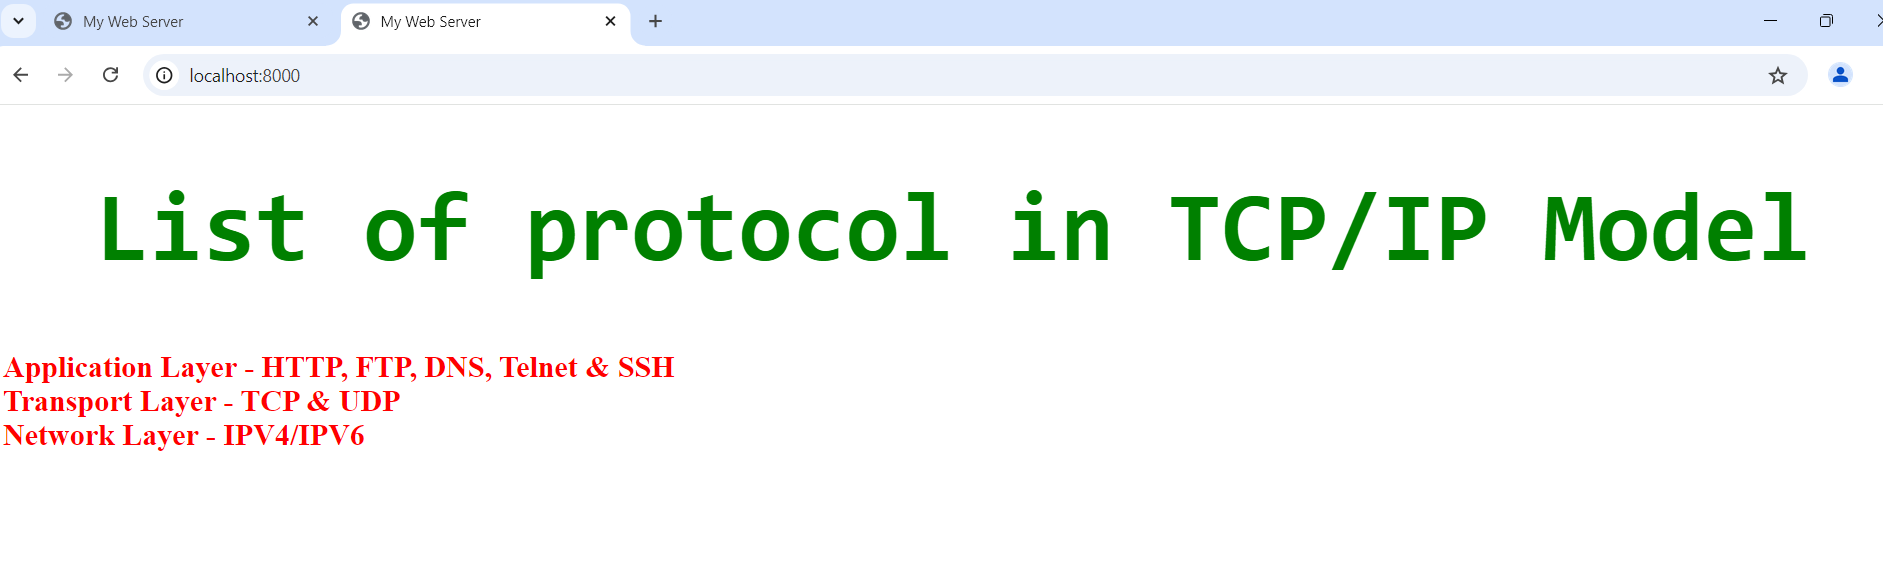 My Web Server
My Web Server
localhost:8000
List of protocol in TCP/IP Model
Application Layer - HTTP, FTP, DNS, Telnet & SSH
Transport Layer - TCP & UDP
Network Layer - IPV4/IPV6